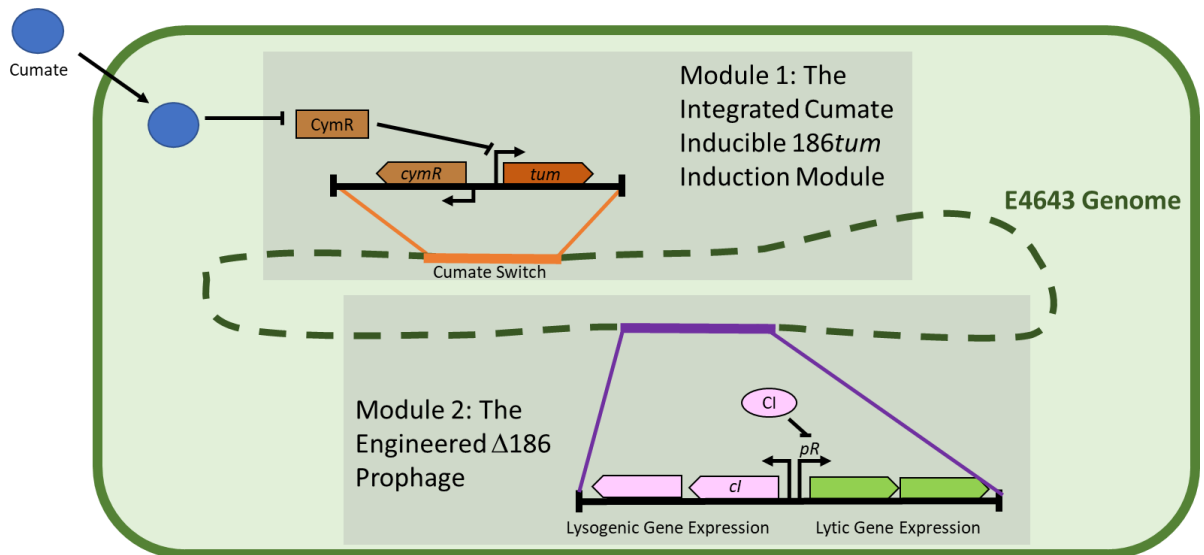 Cumate
CymR
cymR
tum
Cumate Switch
Module 1: The
Integrated Cumate
Inducible 186tum
Induction Module
E4643 Genome
Module 2: The
Engineered Δ186
Prophage
CI
pR
cI
Lysogenic Gene Expression
Lytic Gene Expression